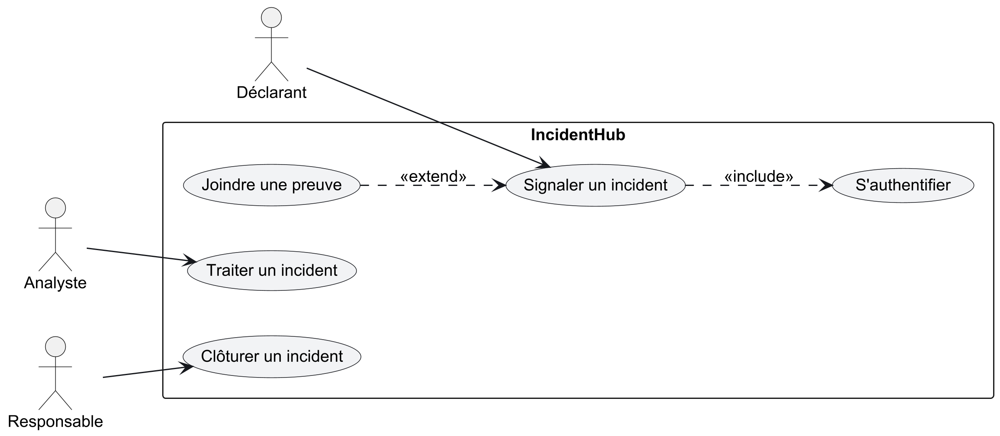 Déclarant
IncidentHub
Joindre une preuve
«extend»
Signaler un incident
«include»
S'authentifier
Analyste
Traiter un incident
Clôturer un incident
Responsable